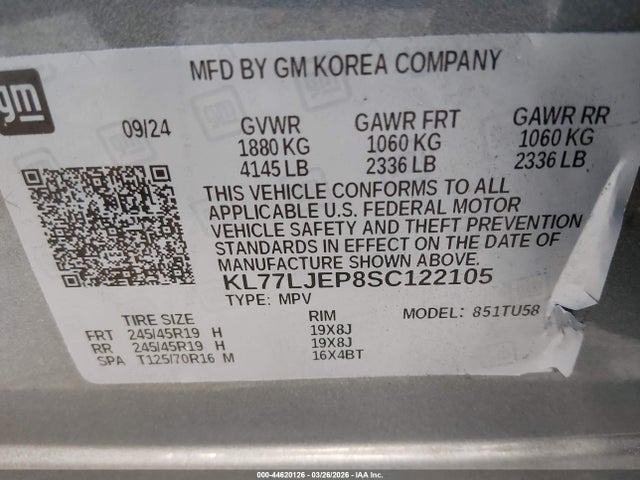 gm
MFD BY GM KOREA COMPANY
09/24
GVWR GAWR FRT GAWR RR
1880 KG 1060 KG 1060 KG
4145 LB 2336 LB 2336 LB
THIS VEHICLE CONFORMS TO ALL
APPLICABLE U.S. FEDERAL MOTOR
VEHICLE SAFETY AND THEFT PREVENTION
STANDARDS IN EFFECT ON THE DATE OF
MANUFACTURE SHOWN ABOVE.
KL77LJEP8SC122105
TYPE: MPV MODEL: 851TU58
TIRE SIZE RIM
FRT 245/45R19 H 19X8J
RR 245/45R19 H 19X8J
SPA T125/70R16 M 16X4BT
000-44620126 - 03/26/2026 - IAA Inc.